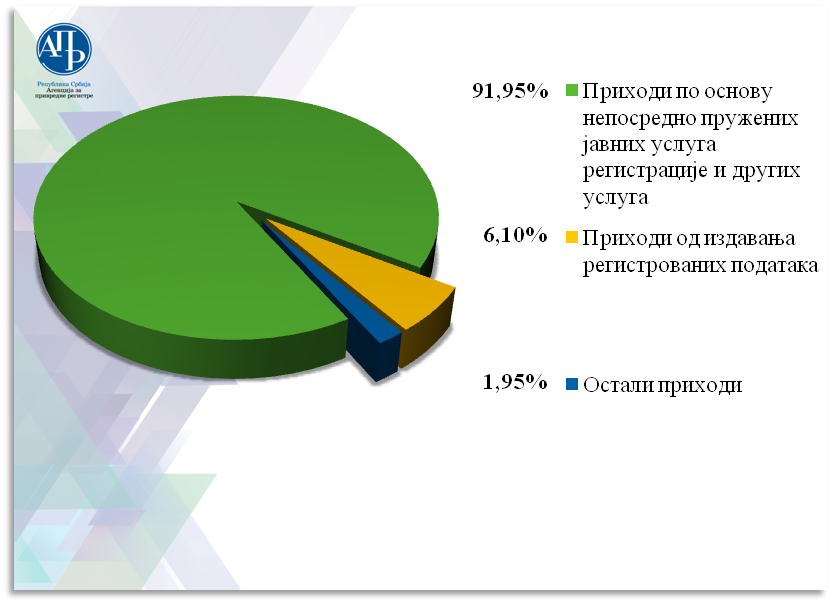 АПР
Република Србија
Агенција за
привредне регистре
91,95%
Приходи по основу
непосредно пружених
јавних услуга
регистрације и других
услуга
6,10%
Приходи од издавања
регистрованих података
1,95%
Остали приходи